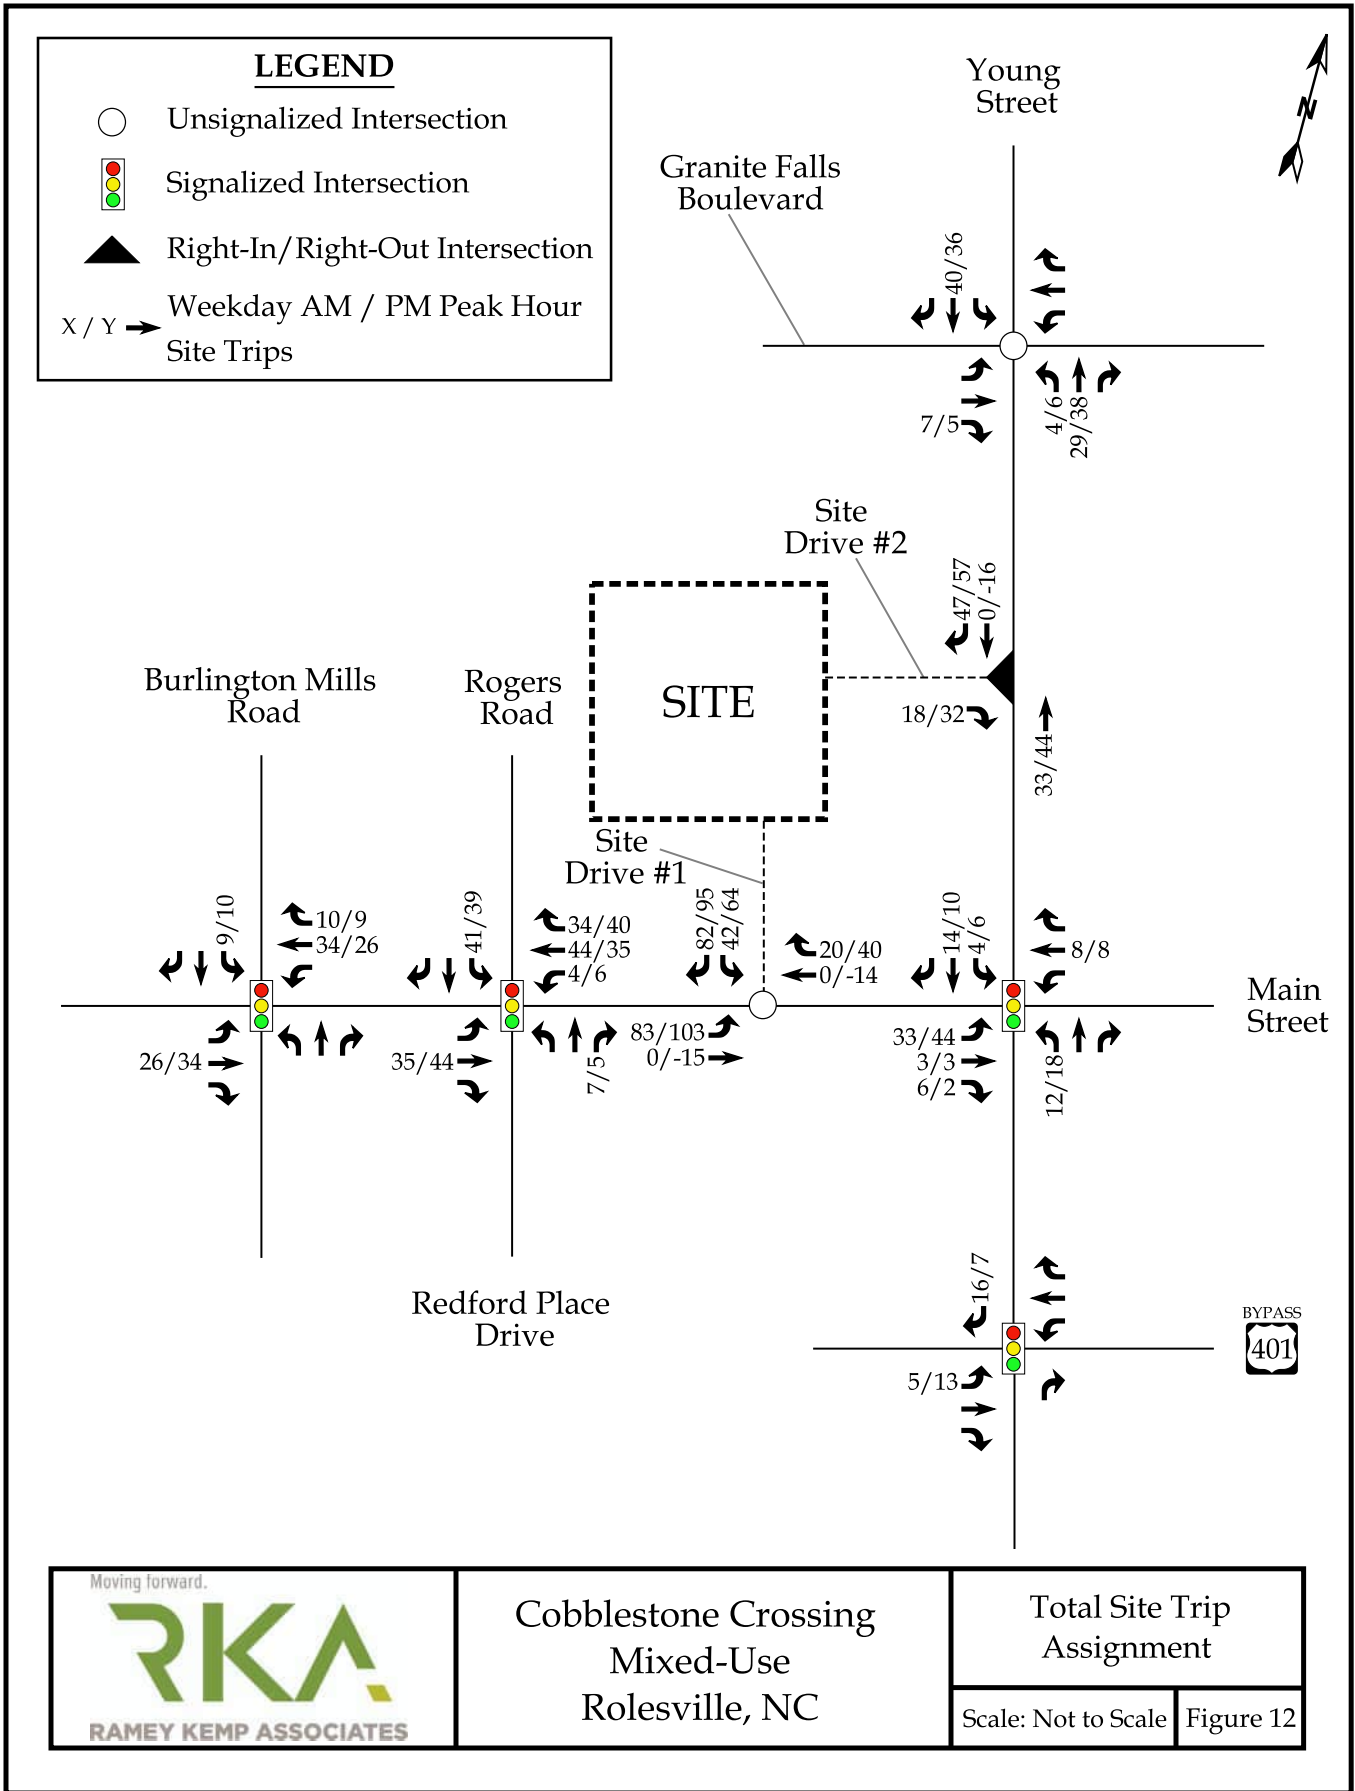 LEGEND
Unsignalized Intersection
Signalized Intersection
Right-In/Right-Out Intersection
X / Y
Weekday AM / PM Peak Hour
Site Trips
N
Young
Street
Granite Falls
Boulevard
40/36
7/5
4/6
29/38
Site
Drive #2
47/57
0/-16
18/32
33/44
SITE
Burlington Mills
Road
Rogers
Road
Site
Drive #1
9/10
10/9
34/26
26/34
41/39
34/40
44/35
4/6
35/44
7/5
82/95
42/64
20/40
0/-14
83/103
0/-15
14/10
4/6
8/8
33/44
3/3
6/2
12/18
Main
Street
Redford Place
Drive
16/7
5/13
BYPASS
401
Moving forward.
RKA
RAMEY KEMP ASSOCIATES
Cobblestone Crossing
Mixed-Use
Rolesville, NC
Total Site Trip
Assignment
Scale: Not to Scale
Figure 12